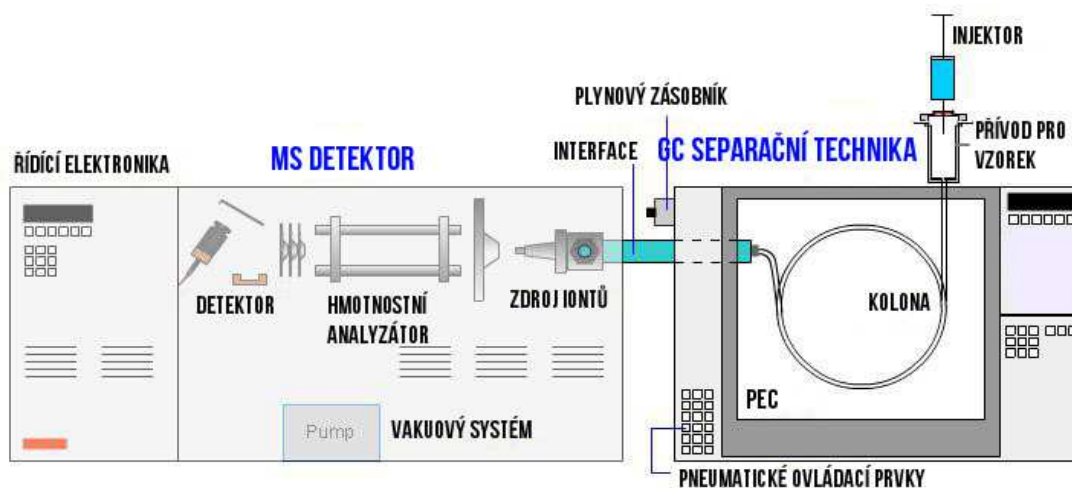 INJEKTOR
PLYNOVÝ ZÁSOBNÍK
PŘÍVOD PRO
VZOREK
ŘÍDÍCÍ ELEKTRONIKA
MS DETEKTOR
INTERFACE
GC SEPARAČNÍ TECHNIKA
DETEKTOR
HMOTNOSTNÍ
ANALYZÁTOR
ZDROJ IONTŮ
KOLONA
PEC
Pump
VAKUOVÝ SYSTÉM
PNEUMATICKÉ OVLÁDACÍ PRVKY